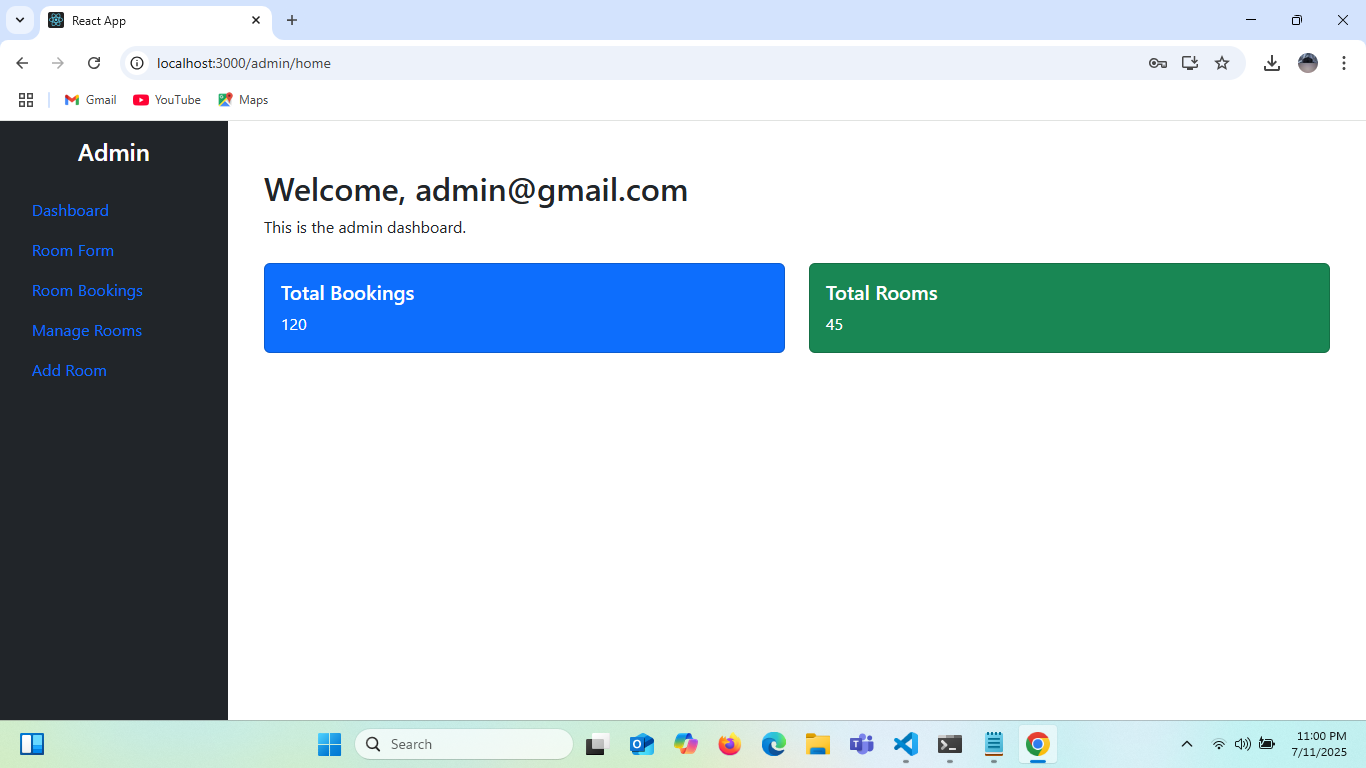 React App
localhost:3000/admin/home
Gmail
YouTube
Maps
Admin
Dashboard
Room Form
Room Bookings
Manage Rooms
Add Room
Welcome, admin@gmail.com
This is the admin dashboard.
Total Bookings
120
Total Rooms
45
Search
11:00 PM
7/11/2025